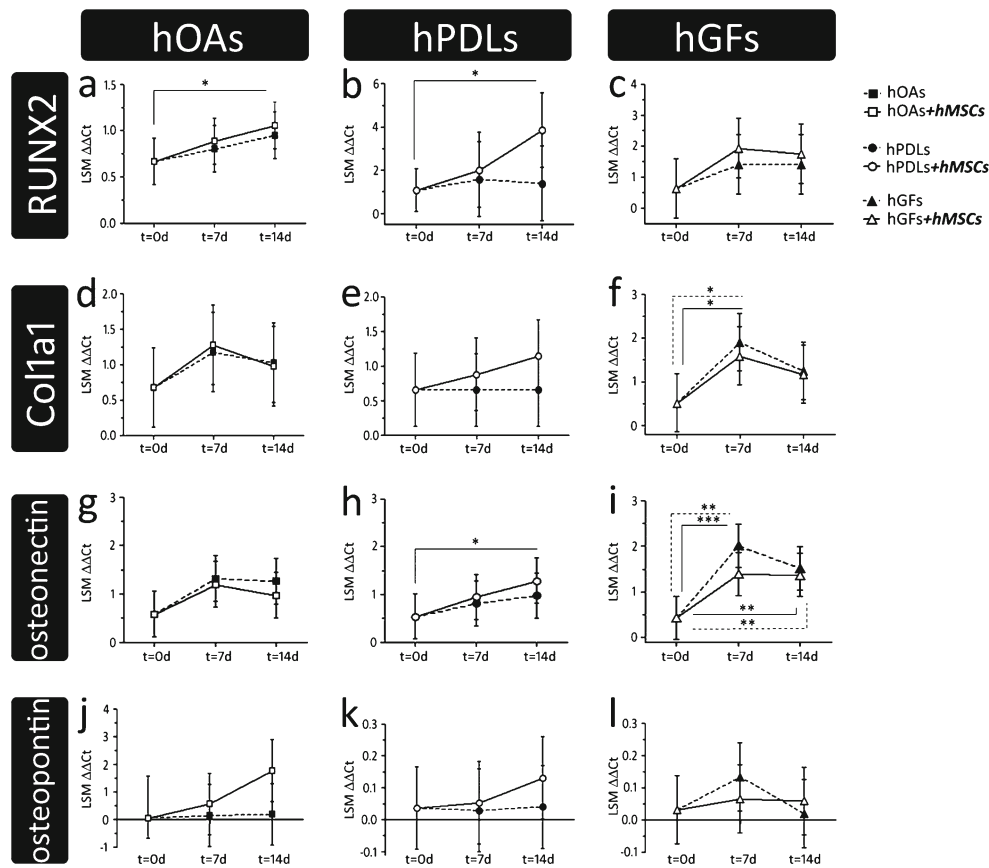 hOAs hPDLs hGFs
RUNX2
a
LSM ΔΔCt
1.5
1.0
0.5
0.0
*
t=0d t=7d t=14d
b
LSM ΔΔCt
6
4
2
0
*
t=0d t=7d t=14d
c
LSM ΔΔCt
4
3
2
1
0
t=0d t=7d t=14d
hOAs
hOAs+hMSCs
hPDLs
hPDLs+hMSCs
hGFs
hGFs+hMSCs
Col1a1
d
LSM ΔΔCt
2.0
1.5
1.0
0.5
0.0
t=0d t=7d t=14d
e
LSM ΔΔCt
2.0
1.5
1.0
0.5
0.0
t=0d t=7d t=14d
f
LSM ΔΔCt
3
2
1
0
*
*
t=0d t=7d t=14d
osteonectin
g
LSM ΔΔCt
3
2
1
0
t=0d t=7d t=14d
h
LSM ΔΔCt
3
2
1
0
*
t=0d t=7d t=14d
i
LSM ΔΔCt
3
2
1
0
**
***
**
**
t=0d t=7d t=14d
osteopontin
j
LSM ΔΔCt
4
3
2
1
0
-1
t=0d t=7d t=14d
k
LSM ΔΔCt
0.3
0.2
0.1
0.0
-0.1
t=0d t=7d t=14d
l
LSM ΔΔCt
0.3
0.2
0.1
0.0
-0.1
t=0d t=7d t=14d